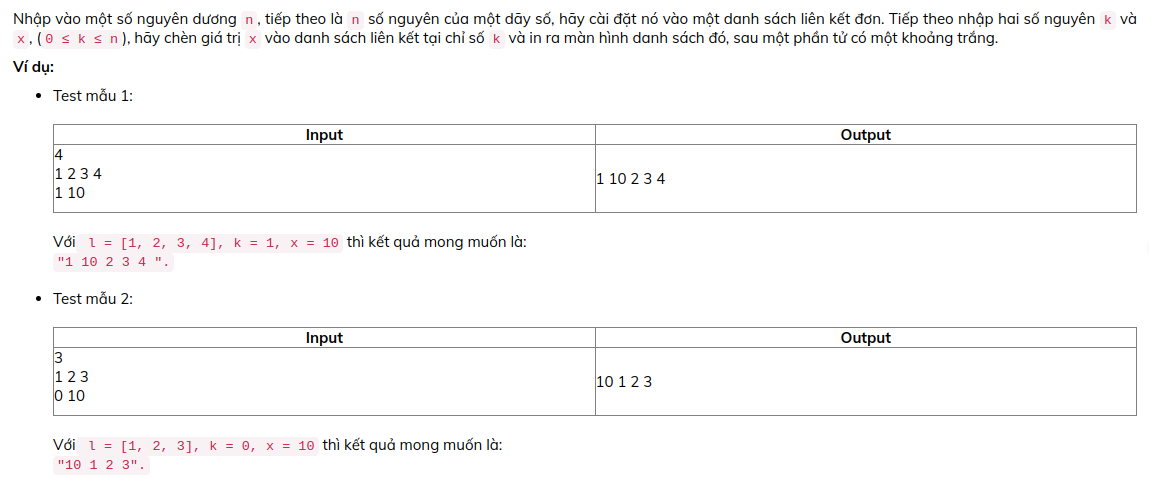 Nhập vào một số nguyên dương n, tiếp theo là n số nguyên của một dãy số, hãy cài đặt nó vào một danh sách liên kết đơn. Tiếp theo nhập hai số nguyên k và
x, ( 0 ≤ k ≤ n ), hãy chèn giá trị x vào danh sách liên kết tại chỉ số k và in ra màn hình danh sách đó, sau một phần tử có một khoảng trắng.
Ví dụ:
• Test mẫu 1:
Input Output
4
1 2 3 4
1 10
1 10 2 3 4
Với l = [1, 2, 3, 4], k = 1, x = 10 thì kết quả mong muốn là:
"1 10 2 3 4 ".
• Test mẫu 2:
Input Output
3
1 2 3
0 10
10 1 2 3
Với l = [1, 2, 3], k = 0, x = 10 thì kết quả mong muốn là:
"10 1 2 3".